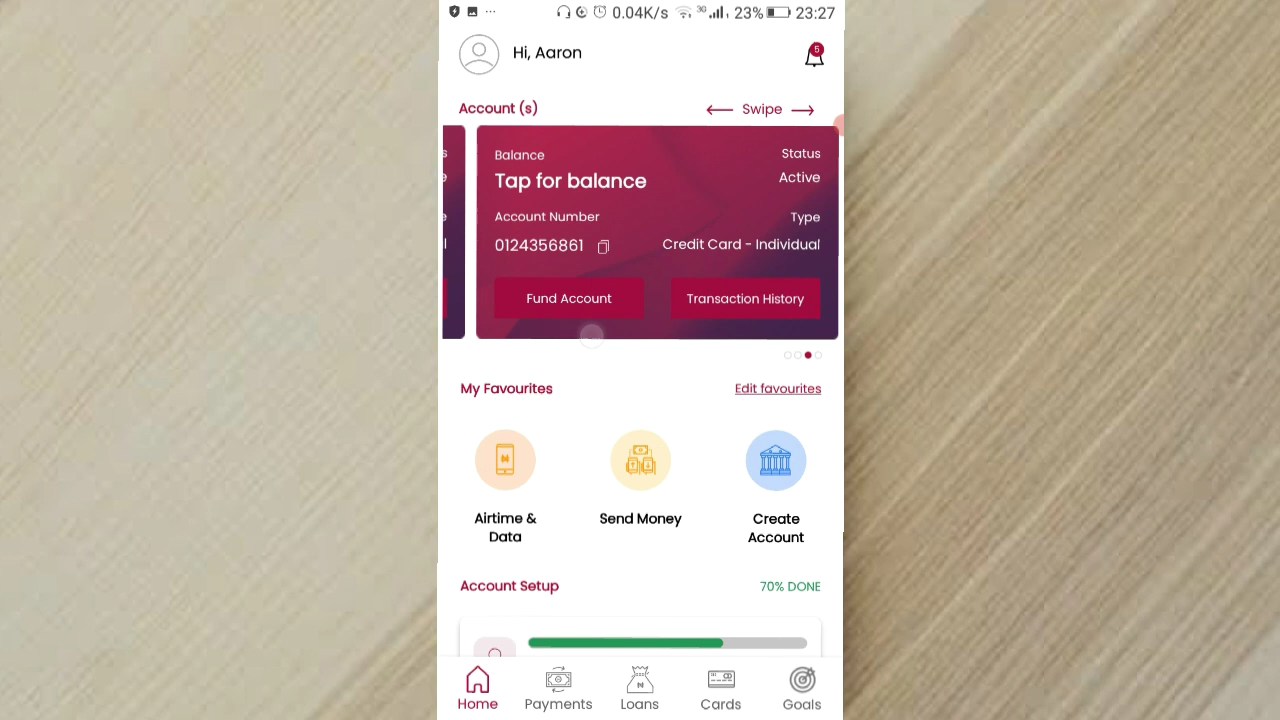 ... 0.04K/s 3G 23% 23:27
Hi, Aaron
5
Account (s)
Swipe
Balance
Status
Tap for balance
Active
Account Number
Type
0124356861
Credit Card - Individual
Fund Account
Transaction History
My Favourites
Edit favourites
Airtime &
Data
Send Money
Create
Account
Account Setup
70% DONE
Home
Payments
N
Loans
Cards
Goals